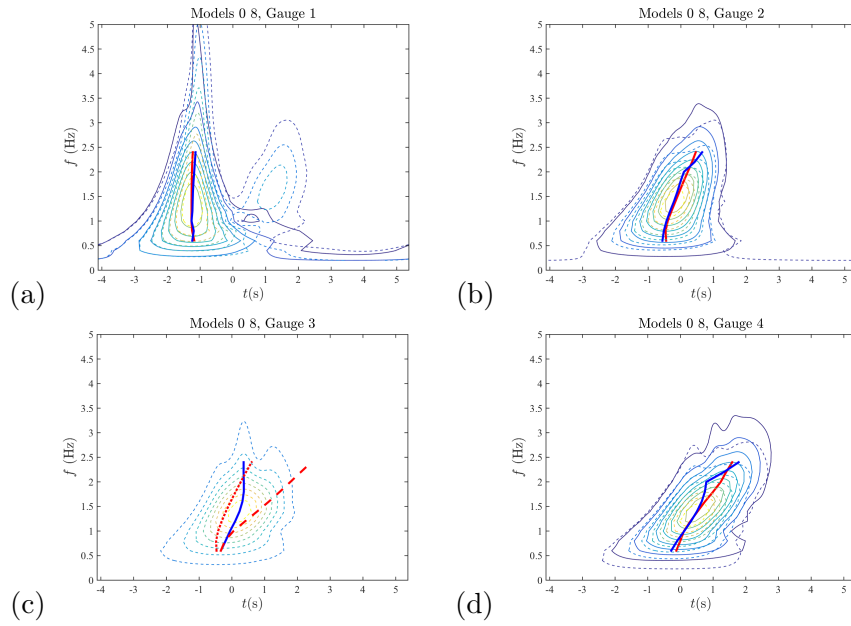 Models 0 8, Gauge 1
5
4.5
4
3.5
3
2.5
2
1.5
1
0.5
0
f (Hz)
-4 -3 -2 -1 0 1 2 3 4 5
t(s)
(a)
Models 0 8, Gauge 2
5
4.5
4
3.5
3
2.5
2
1.5
1
0.5
0
f (Hz)
-4 -3 -2 -1 0 1 2 3 4 5
t(s)
(b)
Models 0 8, Gauge 3
5
4.5
4
3.5
3
2.5
2
1.5
1
0.5
0
f (Hz)
-4 -3 -2 -1 0 1 2 3 4 5
t(s)
(c)
Models 0 8, Gauge 4
5
4.5
4
3.5
3
2.5
2
1.5
1
0.5
0
f (Hz)
-4 -3 -2 -1 0 1 2 3 4 5
t(s)
(d)